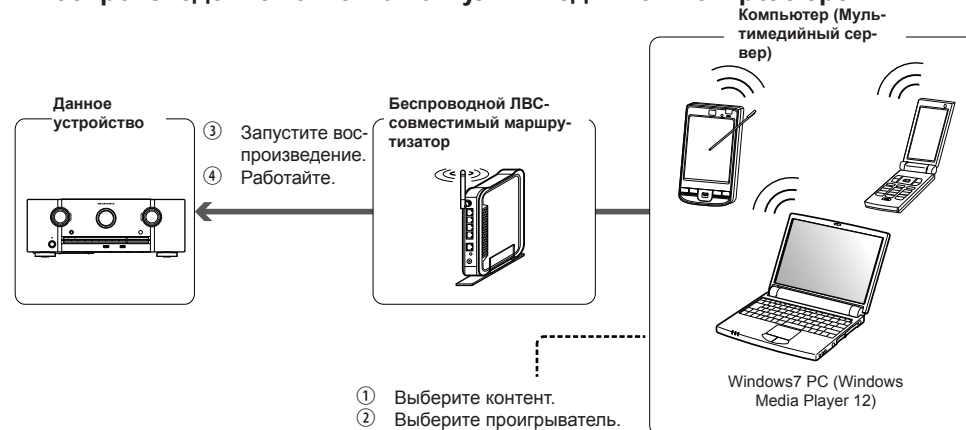 Компьютер (Муль-
тимедийный сер-
вер)
Данное
устройство
③ Запустите вос-
произведение.
④ Работайте.
Беспроводной ЛВС-
совместимый маршру-
тизатор
Windows7 PC (Windows
Media Player 12)
① Выберите контент.
② Выберите проигрыватель.